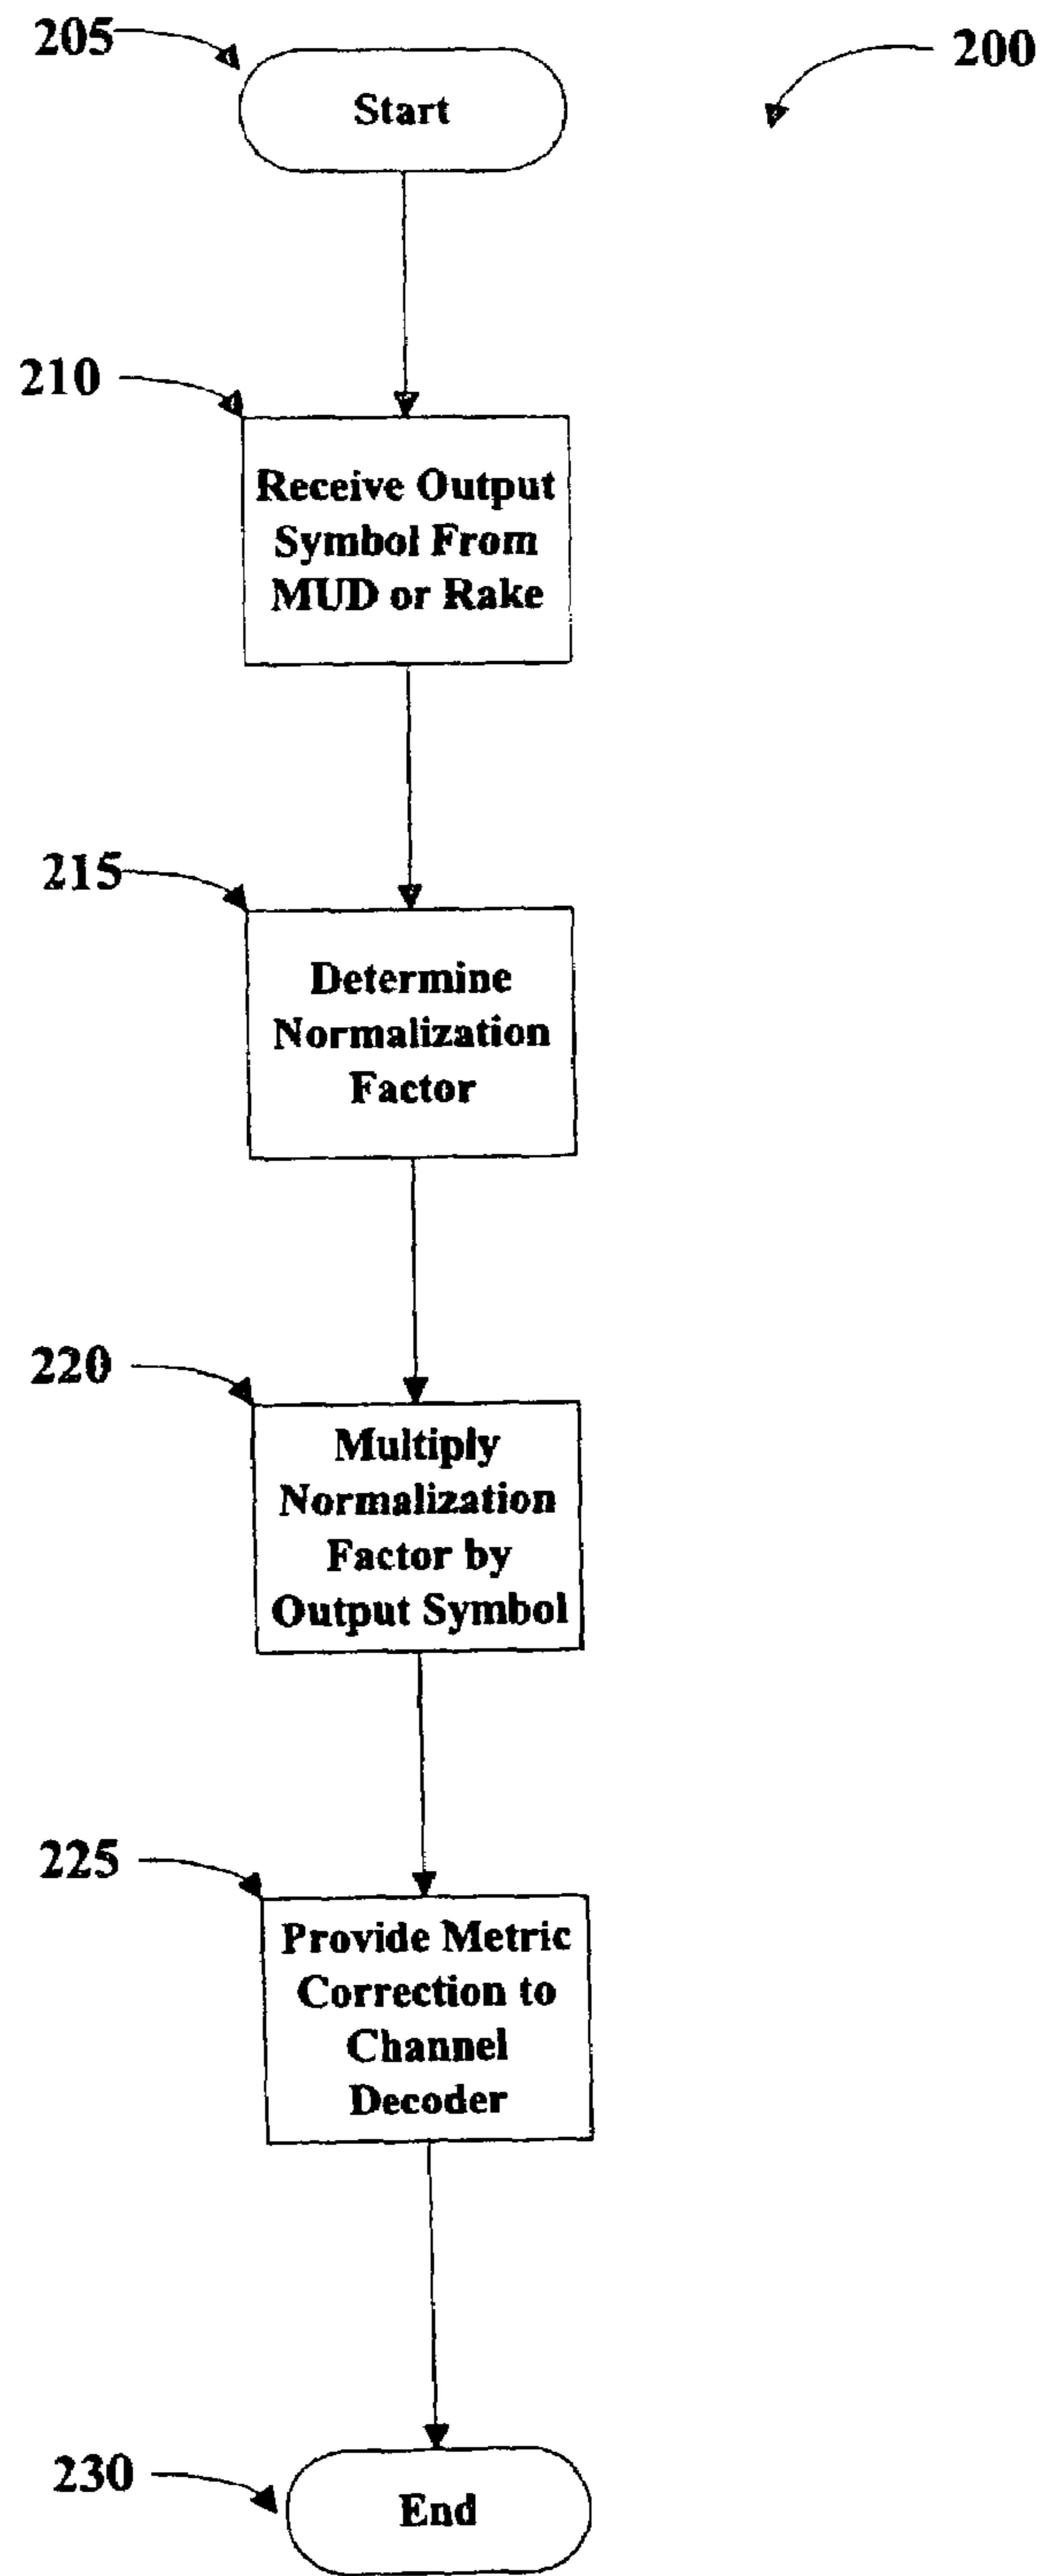 205
200
Start
210
Receive Output
Symbol From
MUD or Rake
215
Determine
Normalization
Factor
220
Multiply
Normalization
Factor by
Output Symbol
225
Provide Metric
Correction to
Channel
Decoder
230
End